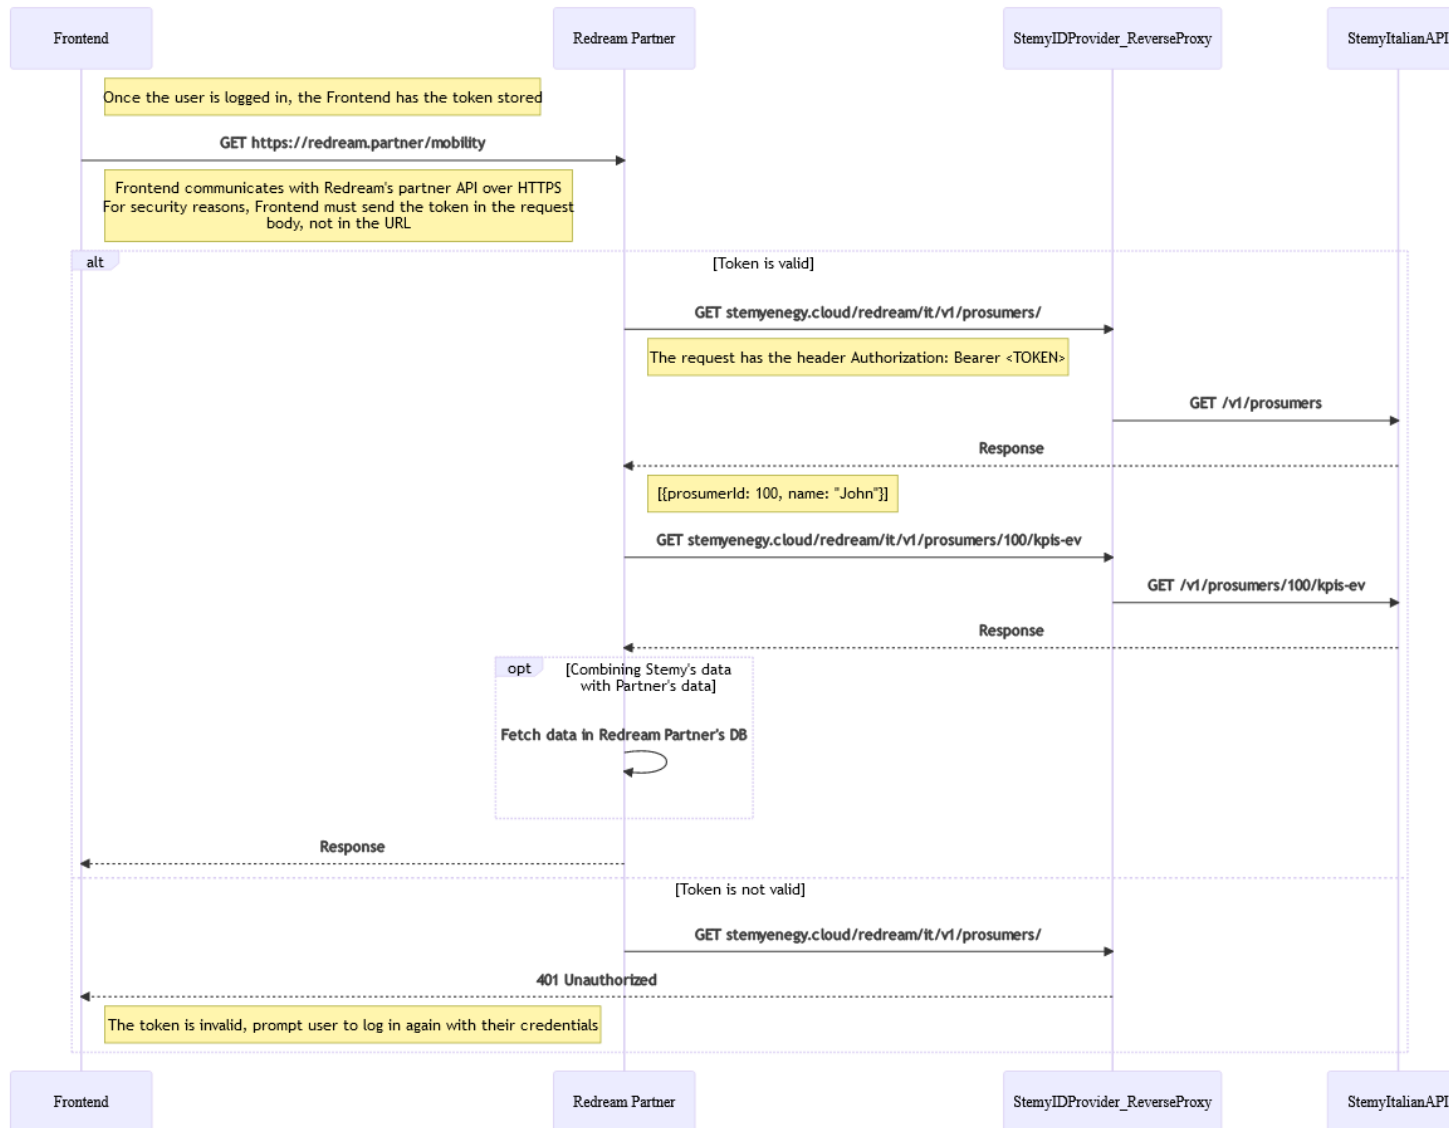 Frontend
Redream Partner
StemyIDProvider_ReverseProxy
StemyItalianAPI
Once the user is logged in, the Frontend has the token stored
GET https://redream.partner/mobility
Frontend communicates with Redream's partner API over HTTPS
For security reasons, Frontend must send the token in the request
body, not in the URL
alt
[Token is valid]
GET stemyenegy.cloud/redream/it/v1/prosumers/
The request has the header Authorization: Bearer <TOKEN>
GET /v1/prosumers
Response
[{prosumerId: 100, name: "John"}]
GET stemyenegy.cloud/redream/it/v1/prosumers/100/kpis-ev
GET /v1/prosumers/100/kpis-ev
Response
opt
[Combining Stemy's data
with Partner's data]
Fetch data in Redream Partner's DB
Response
[Token is not valid]
GET stemyenegy.cloud/redream/it/v1/prosumers/
401 Unauthorized
The token is invalid, prompt user to log in again with their credentials
Frontend
Redream Partner
StemyIDProvider_ReverseProxy
StemyItalianAPI